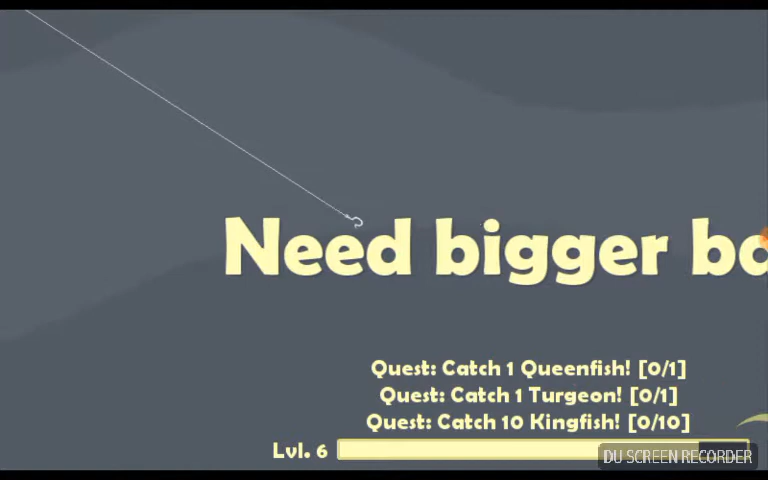 Need bigger
Quest: Catch 1 Queenfish! [0/1]
Quest: Catch 1 Turgeon! [0/1]
Quest: Catch 10 Kingfish! [0/10]
Lvl. 6
DU SCREEN RECORDER